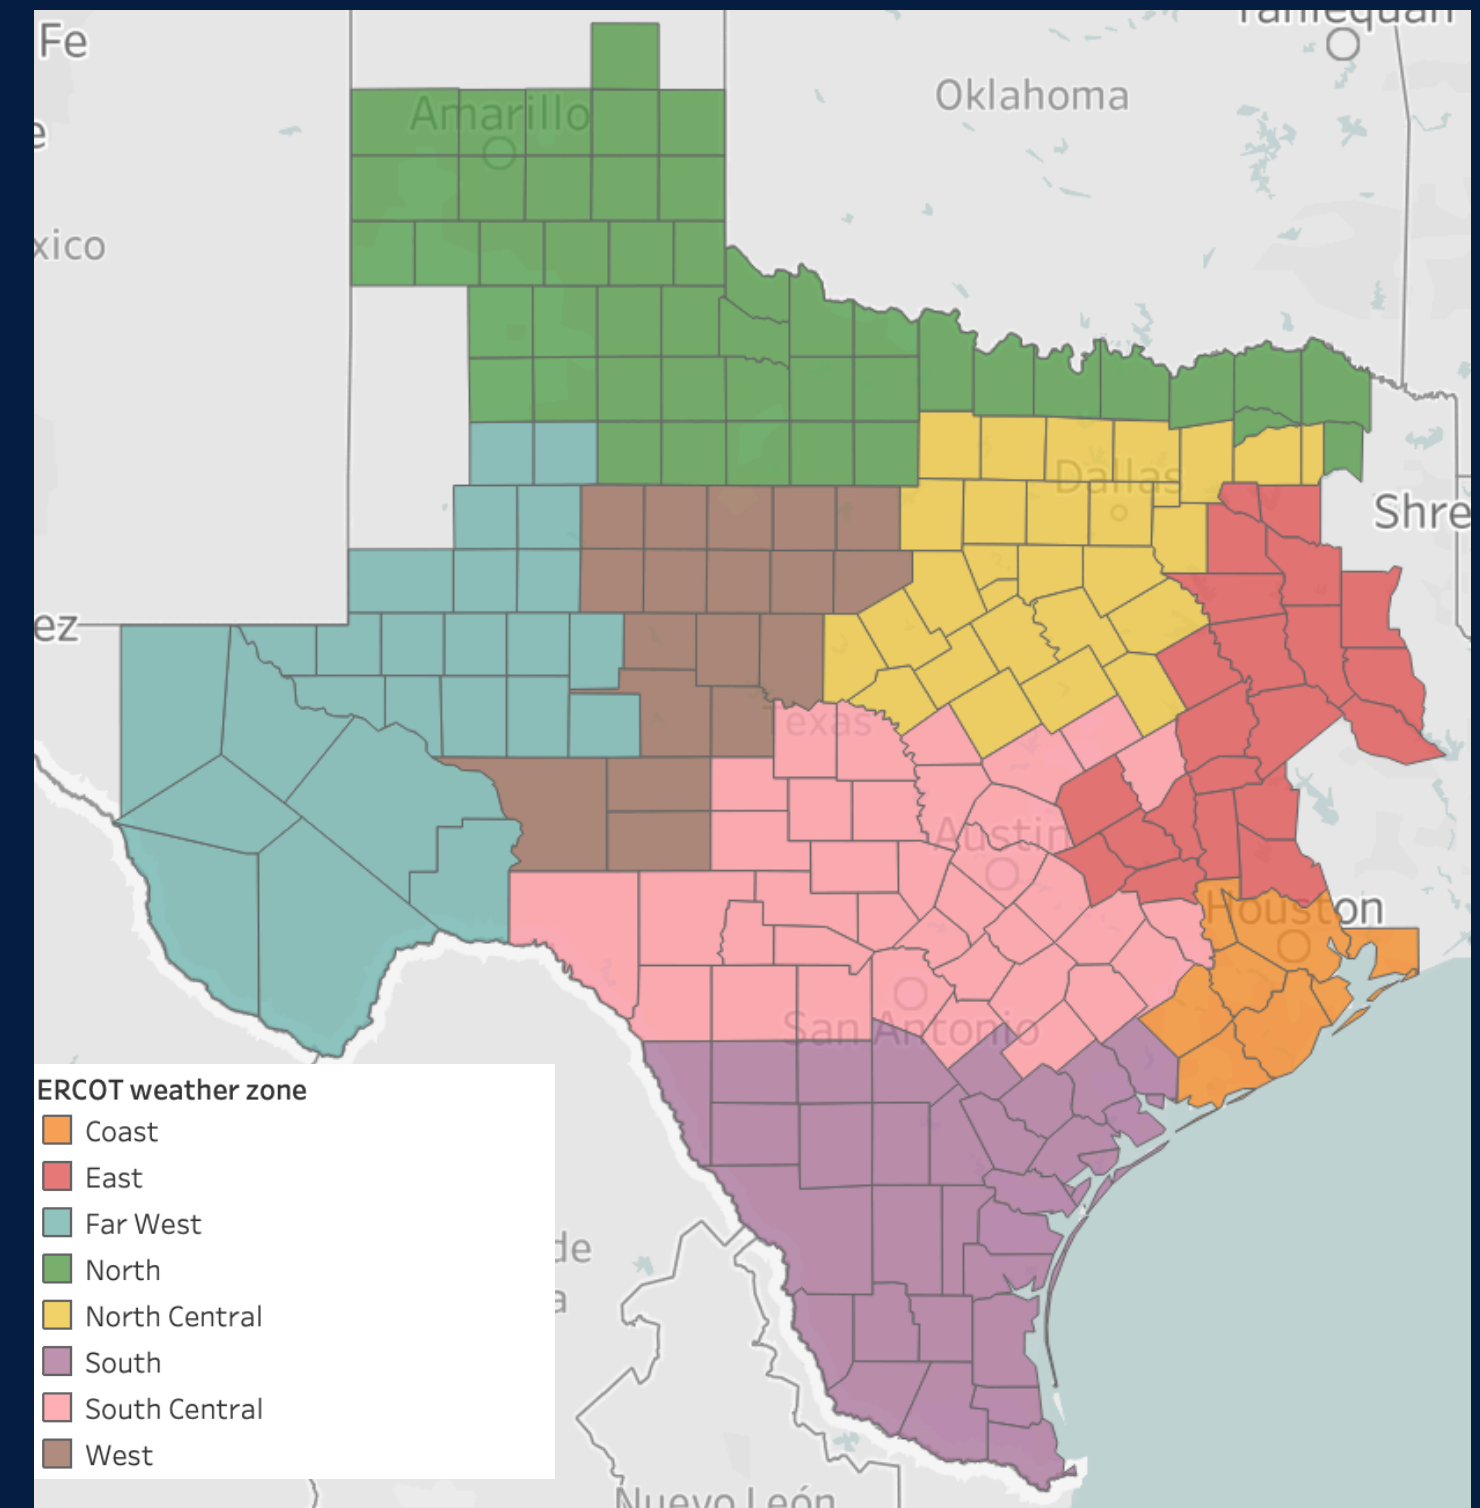 Tahlequah
Fe
Oklahoma
Amarillo
e
xico
Dallas
Shre
ez
Texas
Austin
Houston
San Antonio
ERCOT weather zone
Coast
East
Far West
North
North Central
South
South Central
West
de
a
Nuevo León